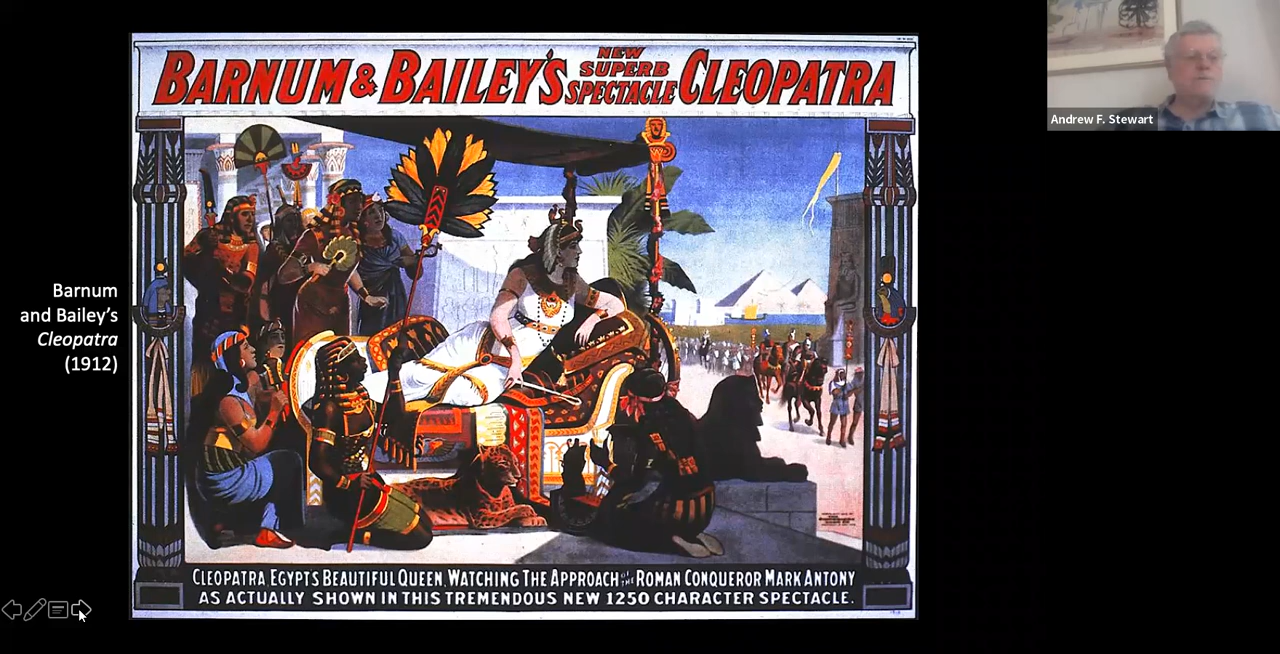 BARNUM & BAILEY'S NEW SUPERB SPECTACLE CLEOPATRA
Andrew F. Stewart
Barnum
and Bailey's
Cleopatra
(1912)
CLEOPATRA, EGYPT'S BEAUTIFUL QUEEN, WATCHING THE APPROACH OF THE ROMAN CONQUEROR MARK ANTONY
AS ACTUALLY SHOWN IN THIS TREMENDOUS NEW 1250 CHARACTER SPECTACLE.